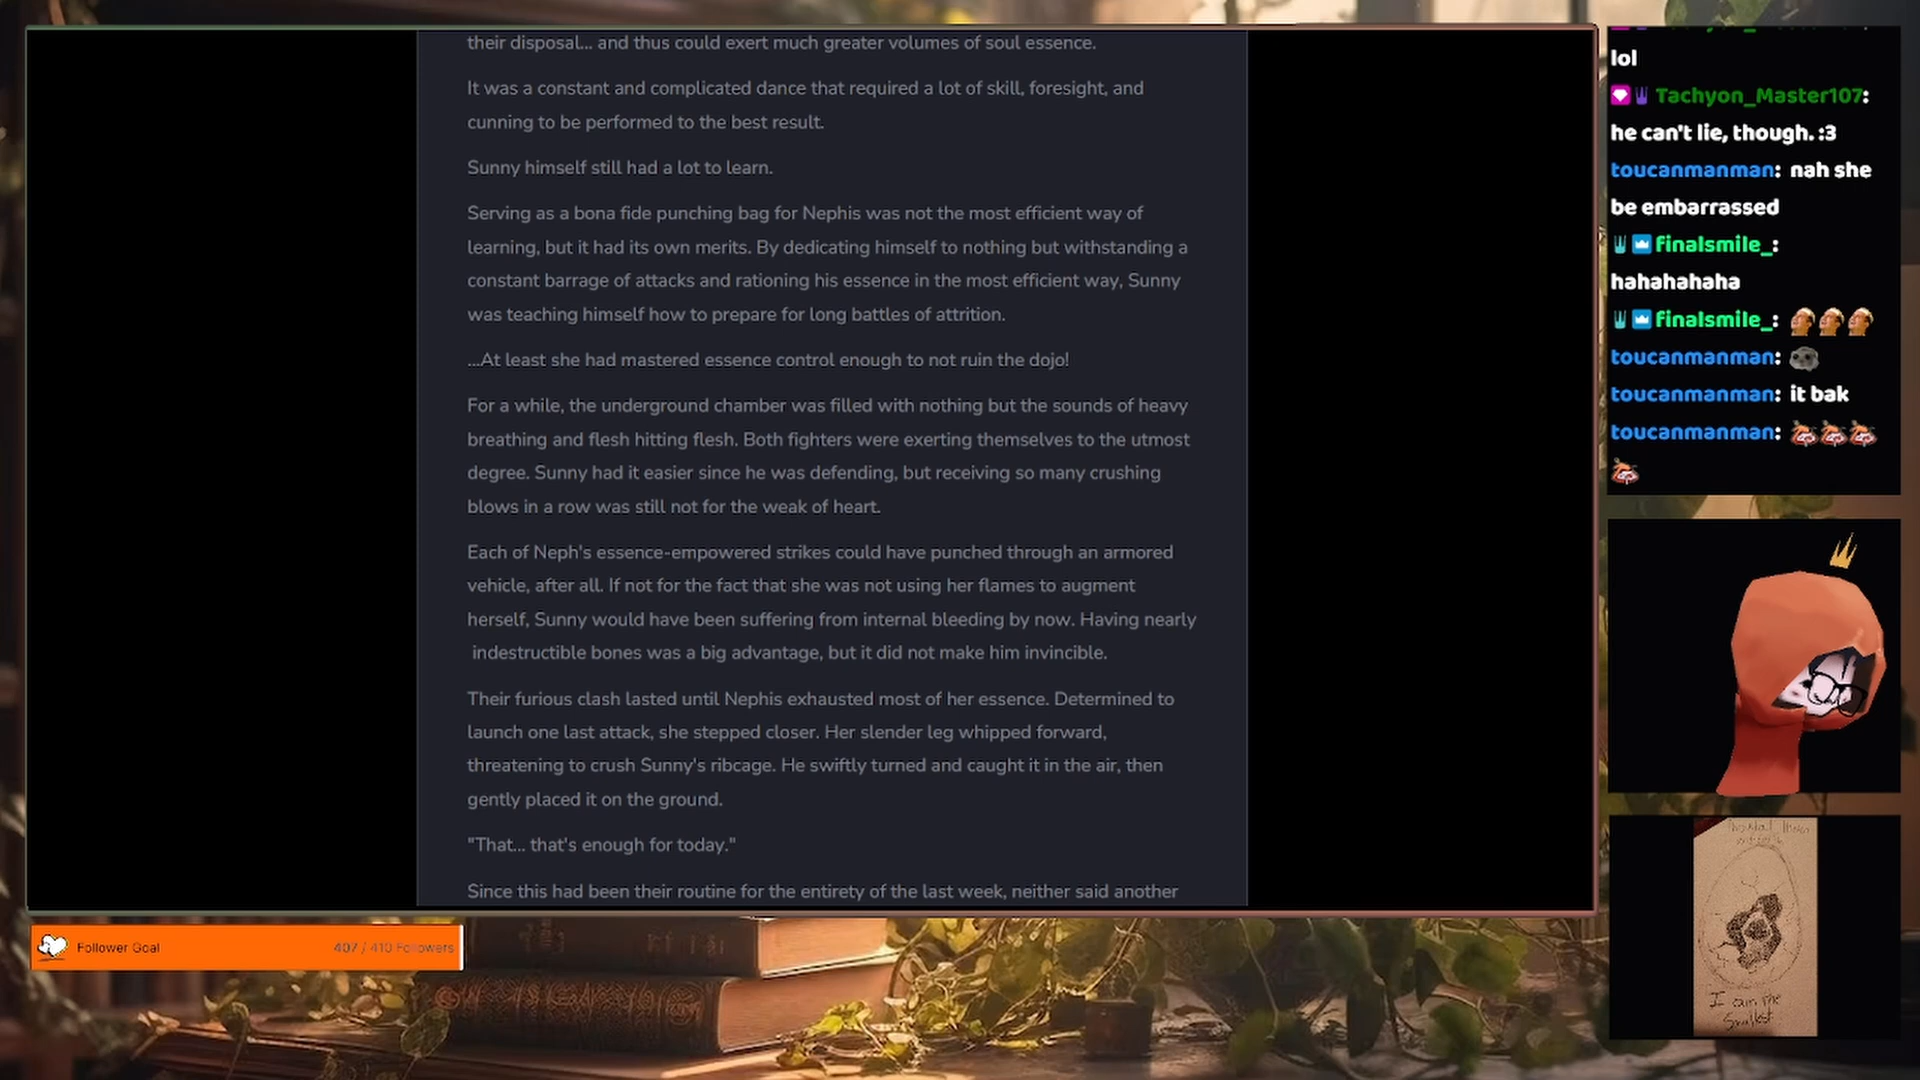 their disposal... and thus could exert much greater volumes of soul essence.
It was a constant and complicated dance that required a lot of skill, foresight, and
cunning to be performed to the best result.
Sunny himself still had a lot to learn.
Serving as a bona fide punching bag for Nephis was not the most efficient way of
learning, but it had its own merits. By dedicating himself to nothing but withstanding a
constant barrage of attacks and rationing his essence in the most efficient way, Sunny
was teaching himself how to prepare for long battles of attrition.
...At least she had mastered essence control enough to not ruin the dojo!
For a while, the underground chamber was filled with nothing but the sounds of heavy
breathing and flesh hitting flesh. Both fighters were exerting themselves to the utmost
degree. Sunny had it easier since he was defending, but receiving so many crushing
blows in a row was still not for the weak of heart.
Each of Neph's essence-empowered strikes could have punched through an armored
vehicle, after all. If not for the fact that she was not using her flames to augment
herself, Sunny would have been suffering from internal bleeding by now. Having nearly
indestructible bones was a big advantage, but it did not make him invincible.
Their furious clash lasted until Nephis exhausted most of her essence. Determined to
launch one last attack, she stepped closer. Her slender leg whipped forward,
threatening to crush Sunny's ribcage. He swiftly turned and caught it in the air, then
gently placed it on the ground.
"That... that's enough for today."
Since this had been their routine for the entirety of the last week, neither said another
lol
Tachyon_Master107:
he can't lie, though. :3
toucanmanman: nah she
be embarrassed
finalsmile_:
hahahahaha
finalsmile_:
toucanmanman:
toucanmanman: it bak
toucanmanman:
Follower Goal
407 / 410 Followers
I am the
Smallest